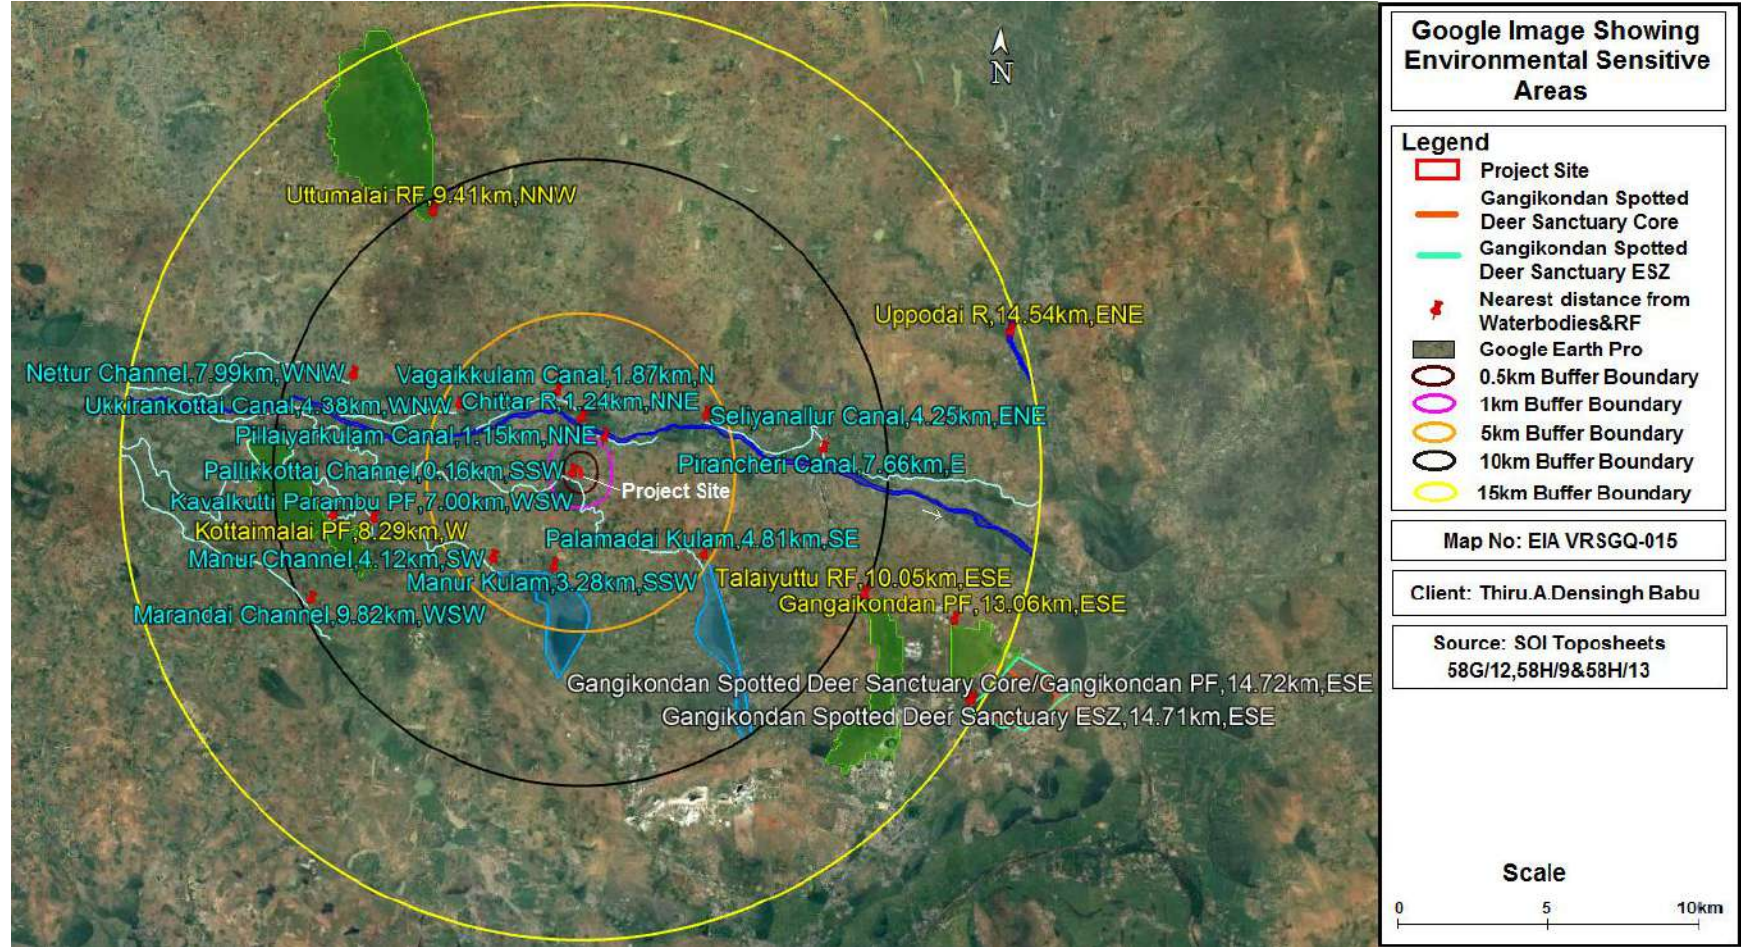 N
Uttumalai RF,9.41km,NNW
Uppodai R,14.54km,ENE
Nettur Channel,7.99km,WNW
Vagaikkulam Canal,1.87km,N
Ukkirankottai Canal,4.38km,WNW
Chittar R,1.24km,NNE
Seliyanallur Canal,4.25km,ENE
Pillaiyarkulam Canal,1.15km,NNE
Pallikkottai Channel,0.16km,SSW
Pirancheri Canal,7.66km,E
Project Site
Kavalkutti Parambu PF,7.00km,WSW
Kottaimalai PF,8.29km,W
Palamadai Kulam,4.81km,SE
Manur Channel,4.12km,SW
Manur Kulam,3.28km,SSW
Talaiyuttu RF,10.05km,ESE
Gangaikondan PF,13.06km,ESE
Marandai Channel,9.82km,WSW
Gangikondan Spotted Deer Sanctuary Core/Gangikondan PF,14.72km,ESE
Gangikondan Spotted Deer Sanctuary ESZ,14.71km,ESE
Google Image Showing
Environmental Sensitive
Areas
Legend
Project Site
Gangikondan Spotted
Deer Sanctuary Core
Gangikondan Spotted
Deer Sanctuary ESZ
Nearest distance from
Waterbodies&RF
Google Earth Pro
0.5km Buffer Boundary
1km Buffer Boundary
5km Buffer Boundary
10km Buffer Boundary
15km Buffer Boundary
Map No: EIA VRSGQ-015
Client: Thiru.A.Densingh Babu
Source: SOI Toposheets
58G/12,58H/9&58H/13
Scale
0 5 10km